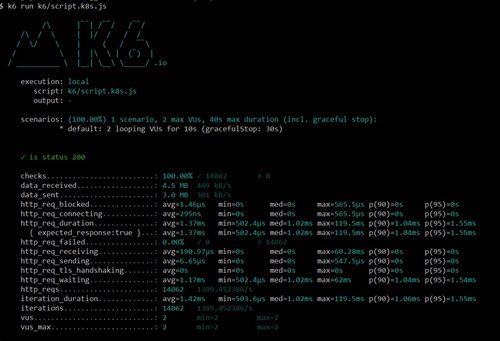 $ k6 run k6/script.k8s.js
.io
execution: local
script: k6/script.k8s.js
output: -
scenarios: (100.00%) 1 scenario, 2 max VUs, 40s max duration (incl. graceful stop):
* default: 2 looping VUs for 10s (gracefulStop: 30s)
✓ is status 200
checks.........................: 100.00% ✓ 14062 ✗ 0
data_received..................: 4.5 MB 449 kB/s
data_sent......................: 3.0 MB 301 kB/s
http_req_blocked...............: avg=1.46µs min=0s med=0s max=565.5µs p(90)=0s p(95)=0s
http_req_connecting............: avg=295ns min=0s med=0s max=565.5µs p(90)=0s p(95)=0s
http_req_duration..............: avg=1.37ms min=502.4µs med=1.02ms max=119.5ms p(90)=1.04ms p(95)=1.54ms
{ expected_response:true }...: avg=1.37ms min=502.4µs med=1.02ms max=119.5ms p(90)=1.04ms p(95)=1.55ms
http_req_failed................: 0.00% ✓ 0 ✗ 14062
http_req_receiving.............: avg=190.97µs min=0s med=0s max=60.28ms p(90)=0s p(95)=0s
http_req_sending...............: avg=6.65µs min=0s med=0s max=547.5µs p(90)=0s p(95)=0s
http_req_tls_handshaking.......: avg=0s min=0s med=0s max=0s p(90)=0s p(95)=0s
http_req_waiting...............: avg=1.17ms min=502.4µs med=1.02ms max=62ms p(90)=1.04ms p(95)=1.54ms
http_reqs......................: 14062 1399.452386/s
iteration_duration.............: avg=1.42ms min=503.6µs med=1.02ms max=119.5ms p(90)=1.06ms p(95)=1.55ms
iterations.....................: 14062 1399.452386/s
vus............................: 2 min=2 max=2
vus_max........................: 2 min=2 max=2